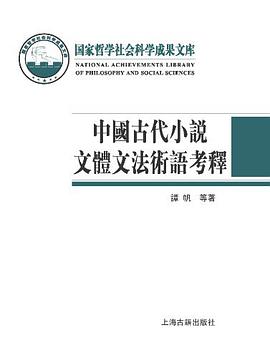 国家哲学社会科学成果文库
NATIONAL ACHIEVEMENTS LIBRARY
OF PHILOSOPHY AND SOCIAL SCIENCES
中國古代小説
文體文法術語考釋
譚帆 等著
上海古籍出版社